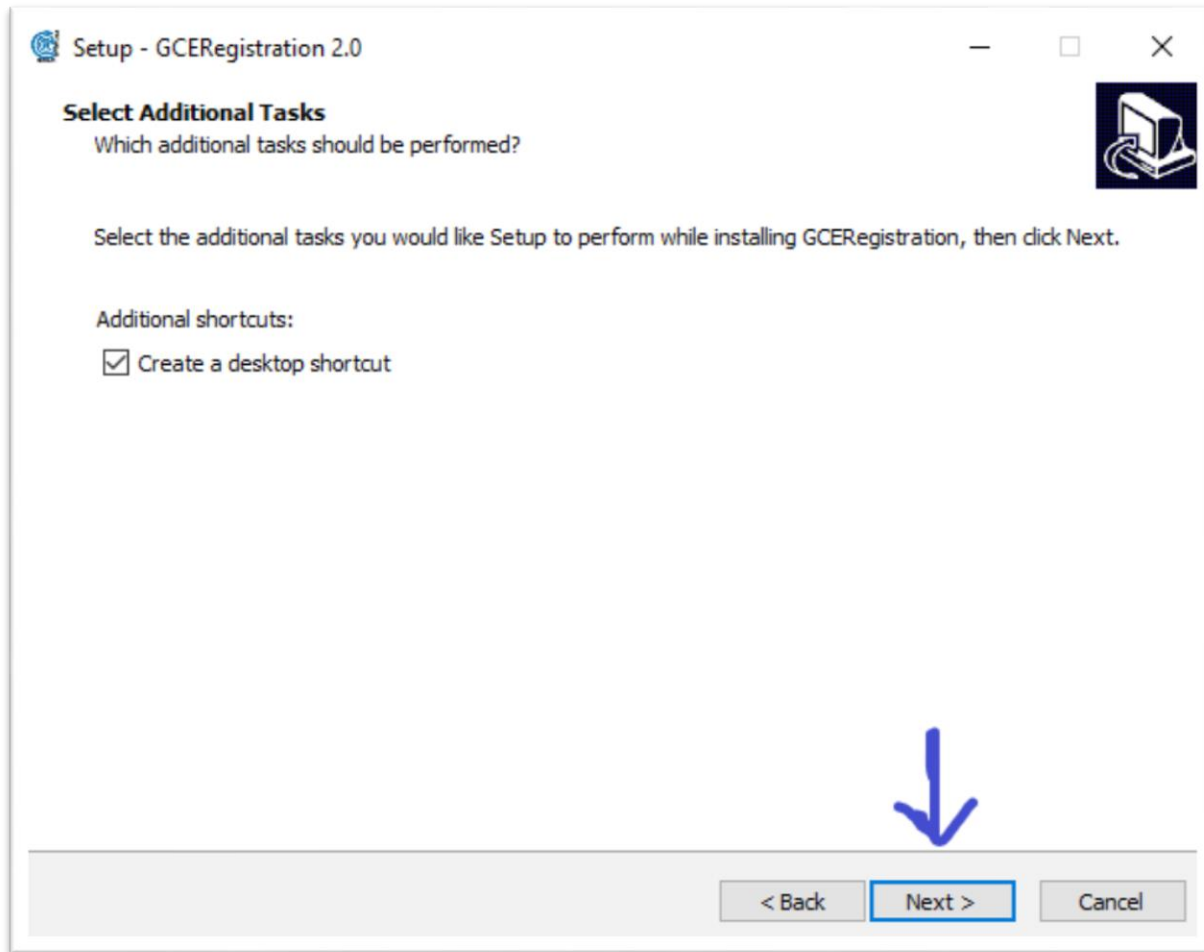 Setup - GCERegistration 2.0
Select Additional Tasks
Which additional tasks should be performed?
Select the additional tasks you would like Setup to perform while installing GCERegistration, then click Next.
Additional shortcuts:
Create a desktop shortcut
< Back
Next >
Cancel